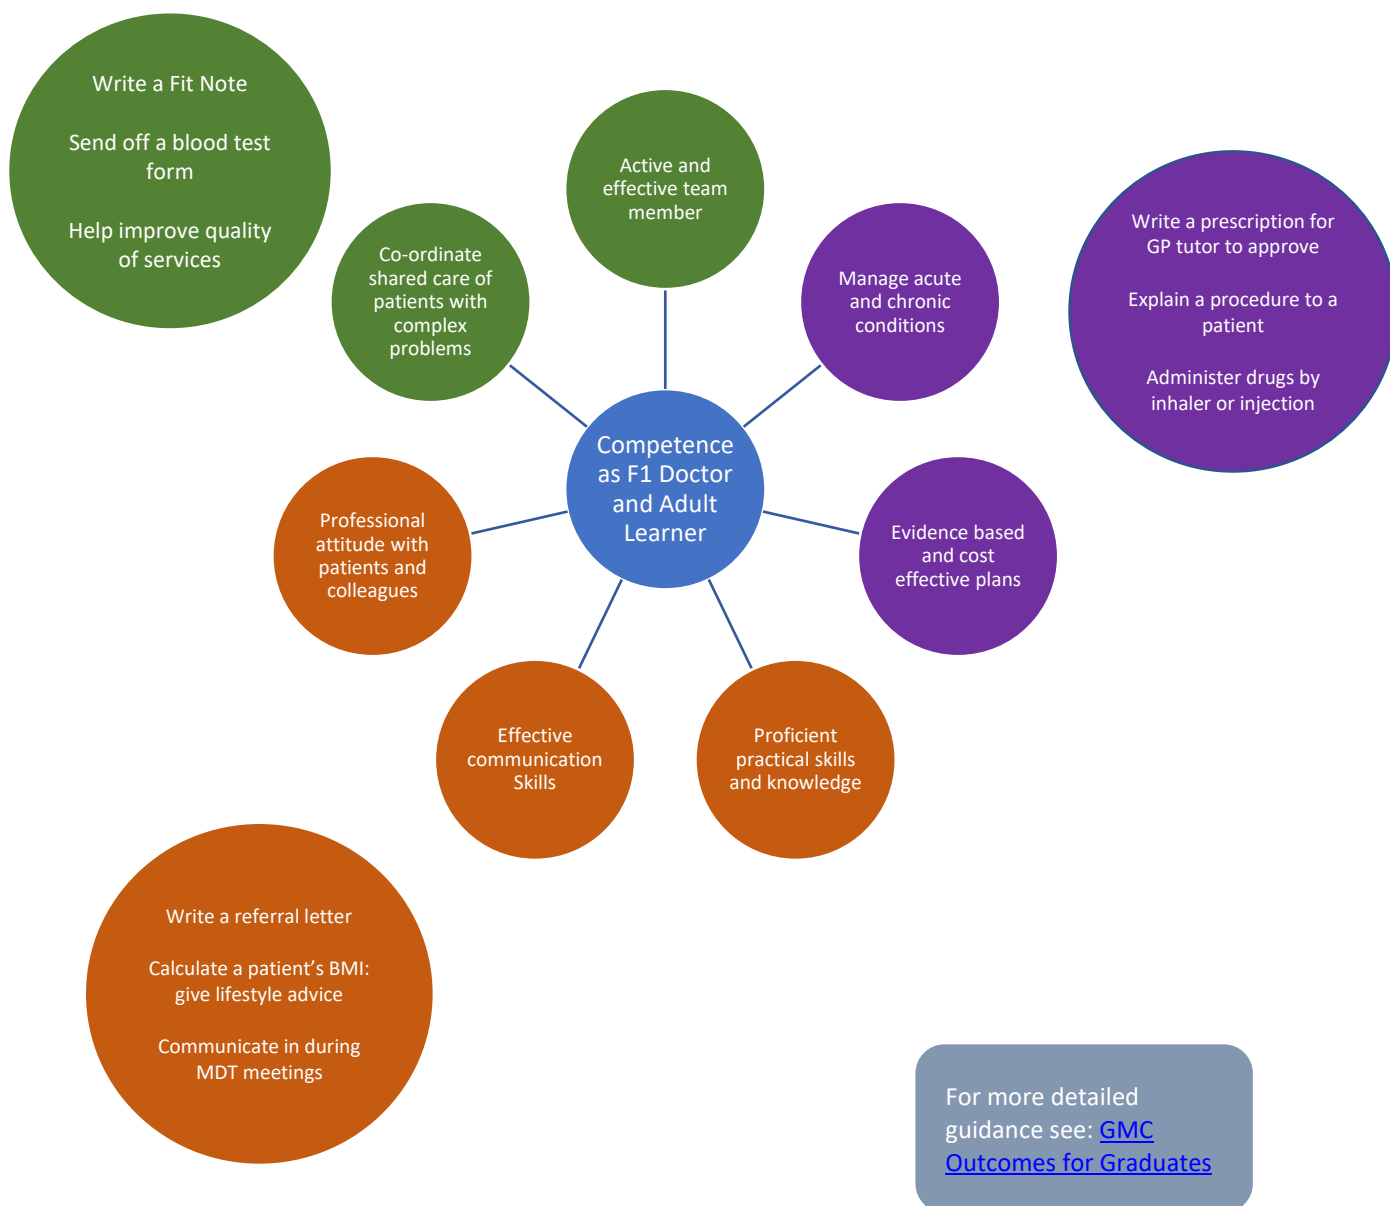 Write a Fit Note
Send off a blood test
form
Help improve quality
of services
Active and
effective team
member
Co-ordinate
shared care of
patients with
complex
problems
Manage acute
and chronic
conditions
Write a prescription for
GP tutor to approve
Explain a procedure to a
patient
Administer drugs by
inhaler or injection
Competence
as F1 Doctor
and Adult
Learner
Professional
attitude with
patients and
colleagues
Evidence based
and cost
effective plans
Effective
communication
Skills
Proficient
practical skills
and knowledge
Write a referral letter
Calculate a patient’s BMI:
give lifestyle advice
Communicate in during
MDT meetings
For more detailed
guidance see: GMC
Outcomes for Graduates